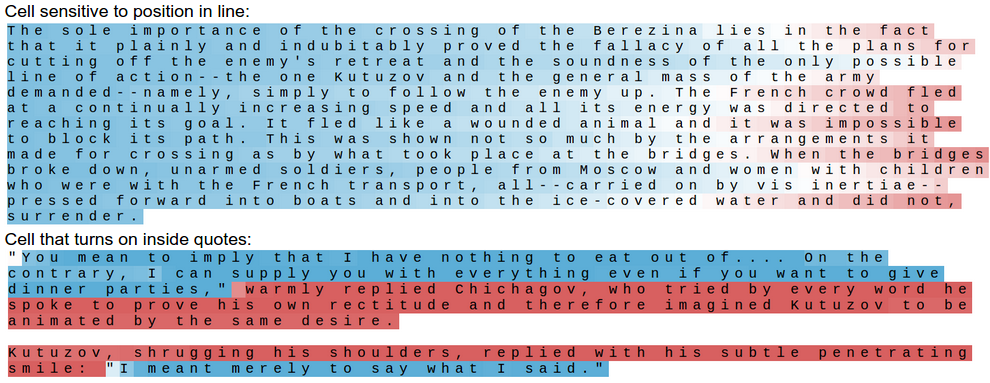 Cell sensitive to position in line:
The sole importance of the crossing of the Berezina lies in the fact
that it plainly and indubitably proved the fallacy of all the plans for
cutting off the enemy's retreat and the soundness of the only possible
line of action--the one Kutuzov and the general mass of the army
demanded--namely, simply to follow the enemy up. The French crowd fled
at a continually increasing speed and all its energy was directed to
reaching its goal. It fled like a wounded animal and it was impossible
to block its path. This was shown not so much by the arrangements it
made for crossing as by what took place at the bridges. When the bridges
broke down, unarmed soldiers, people from Moscow and women with children
who were with the French transport, all--carried on by vis inertiae--
pressed forward into boats and into the ice-covered water and did not,
surrender.
Cell that turns on inside quotes:
"You mean to imply that I have nothing to eat out of.... On the
contrary, I can supply you with everything even if you want to give
dinner parties," warmly replied Chichagov, who tried by every word he
spoke to prove his own rectitude and therefore imagined Kutuzov to be
animated by the same desire.
Kutuzov, shrugging his shoulders, replied with his subtle penetrating
smile: "I meant merely to say what I said."